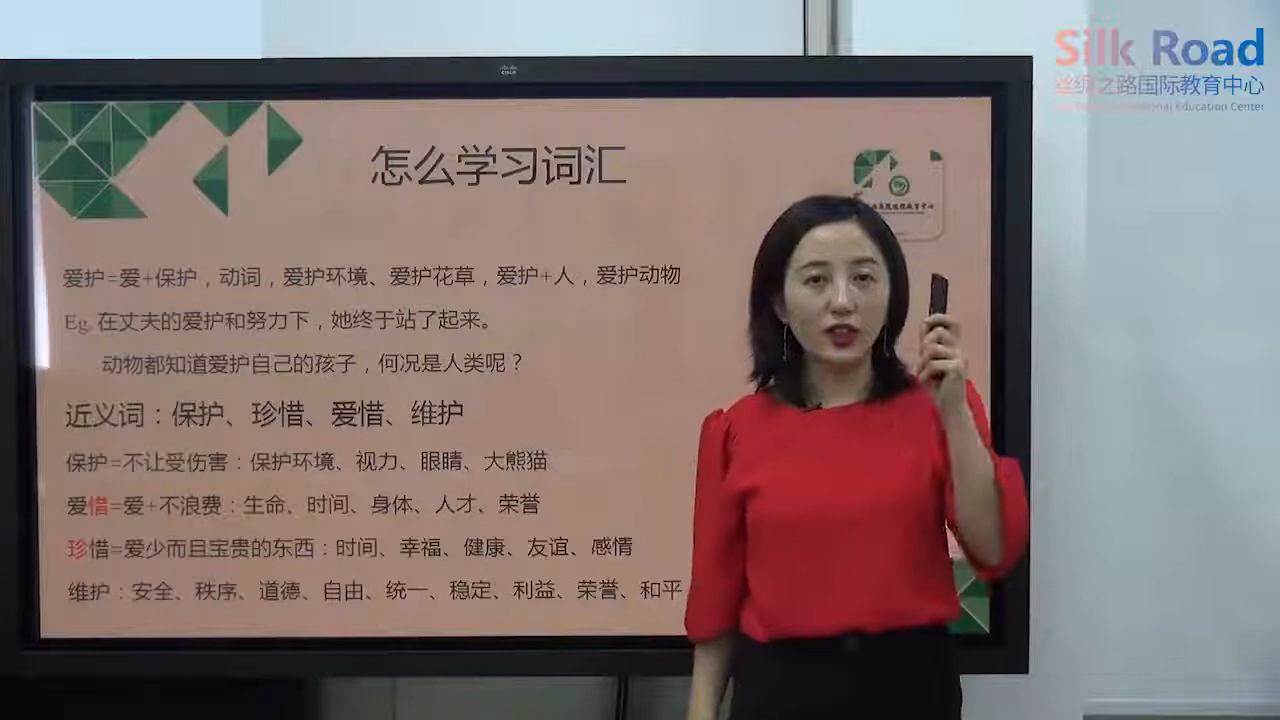 CISCO
Silk Road
丝绸之路国际教育中心
Education Center
怎么学习词汇
爱护=爱+保护，动词，爱护环境、爱护花草，爱护+人，爱护动物
Eg. 在丈夫的爱护和努力下，她终于站了起来。
动物都知道爱护自己的孩子，何况是人类呢？
近义词：保护、珍惜、爱惜、维护
保护=不让受伤害：保护环境、视力、眼睛、大熊猫
爱惜=爱+不浪费：生命、时间、身体、人才、荣誉
珍惜=爱少而且宝贵的东西：时间、幸福、健康、友谊、感情
维护：安全、秩序、道德、自由、统一、稳定、利益、荣誉、和平